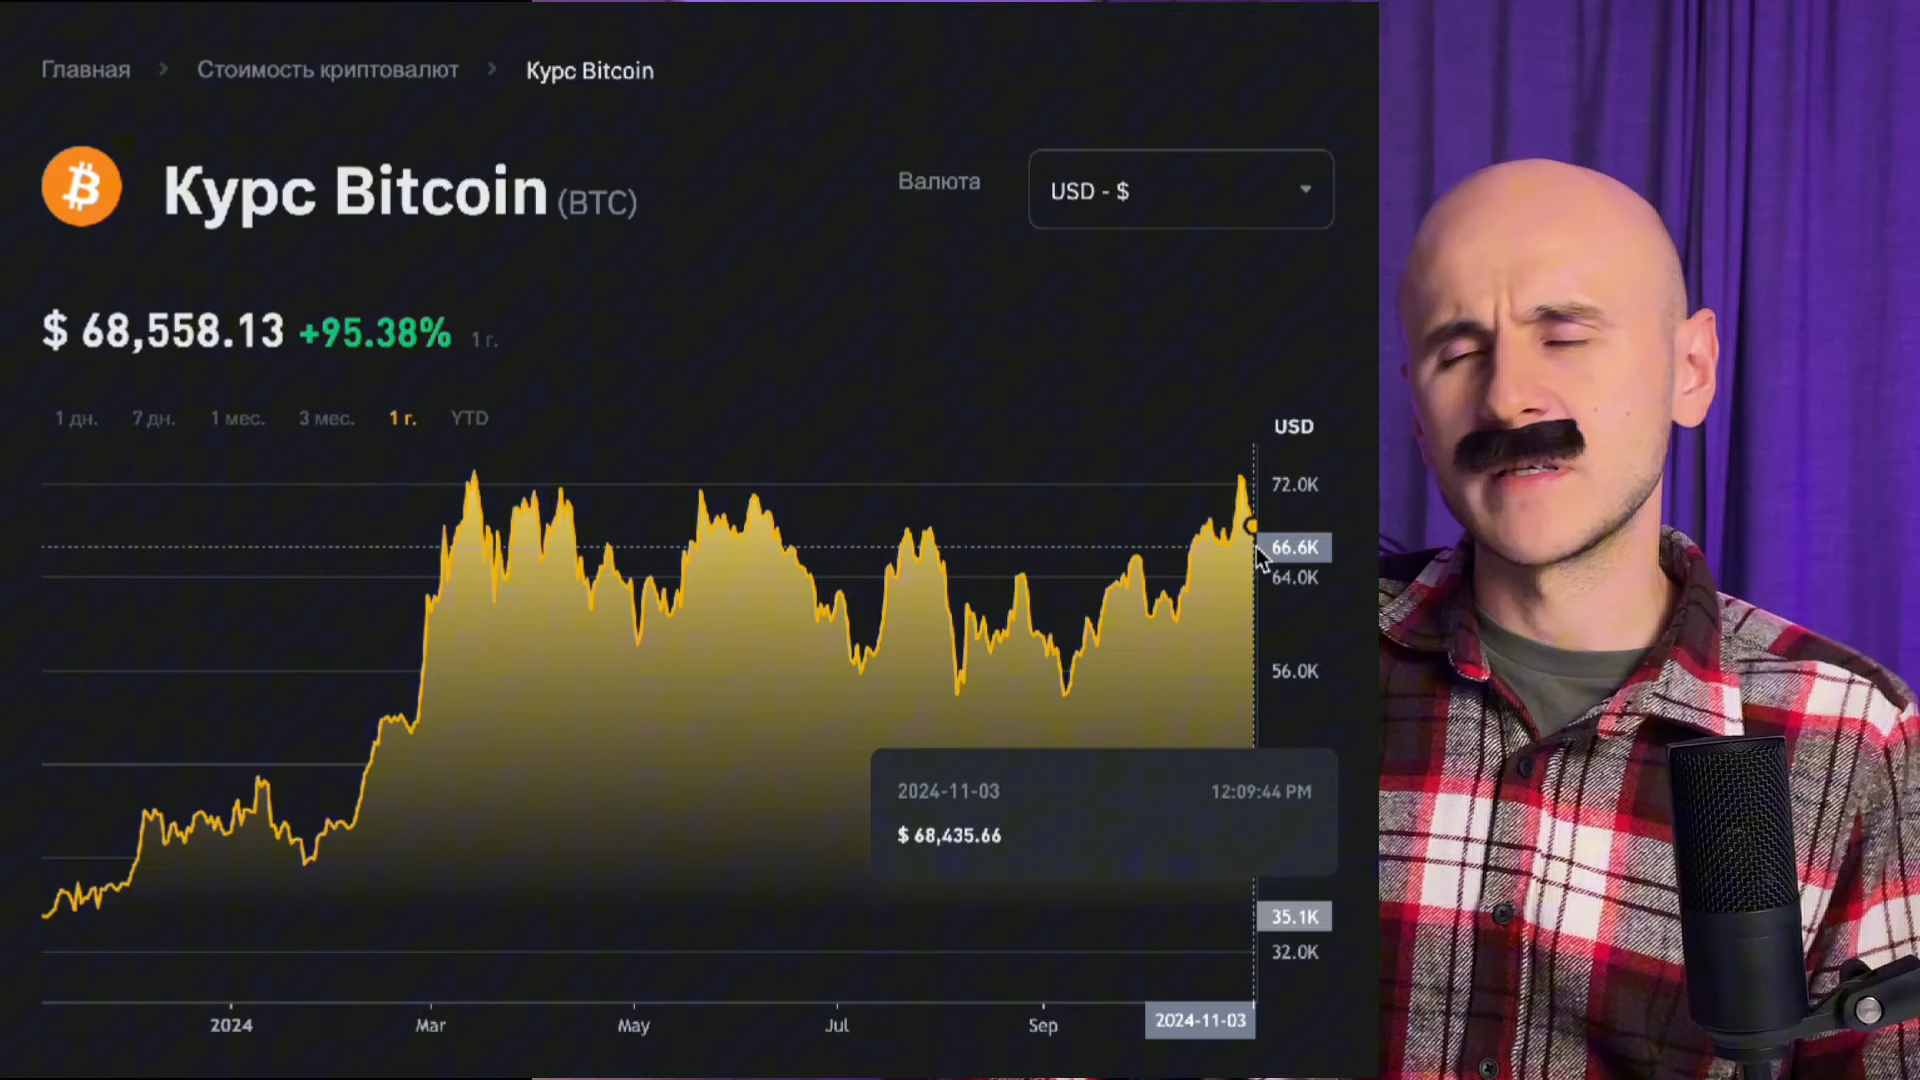 Главная > Стоимость криптовалют > Курс Bitcoin
Курс Bitcoin (BTC)
Валюта
USD - $
$ 68,558.13 +95.38% 1 г.
1 дн. 7 дн. 1 мес. 3 мес. 1 г. YTD
USD
72.0K
66.6K
64.0K
56.0K
2024-11-03 12:09:44 PM
$ 68,435.66
35.1K
32.0K
2024 Mar May Jul Sep 2024-11-03